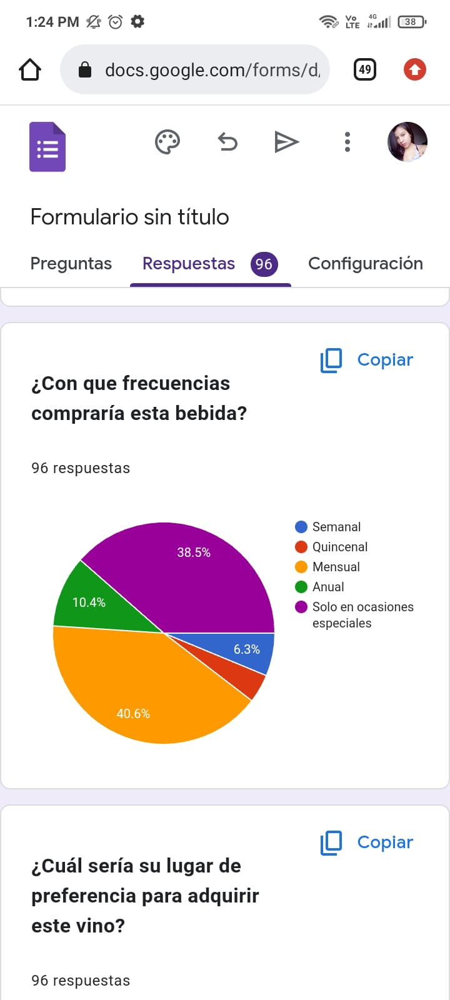 1:24 PM
Vo LTE
4G
38
docs.google.com/forms/d/
49
Formulario sin título
Preguntas Respuestas 96 Configuración
Copiar
¿Con que frecuencias
compraría esta bebida?
96 respuestas
Semanal
Quincenal
Mensual
Anual
Solo en ocasiones
especiales
38.5%
10.4%
6.3%
40.6%
Copiar
¿Cuál sería su lugar de
preferencia para adquirir
este vino?
96 respuestas